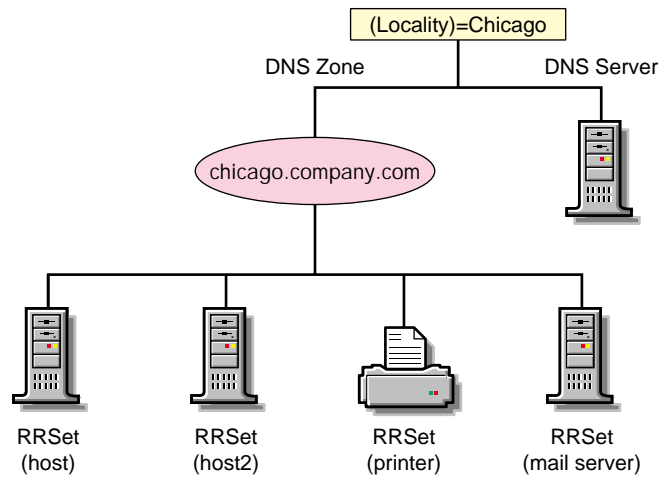 (Locality)=Chicago
DNS Zone
DNS Server
chicago.company.com
RRSet
(host)
RRSet
(host2)
RRSet
(printer)
RRSet
(mail server)